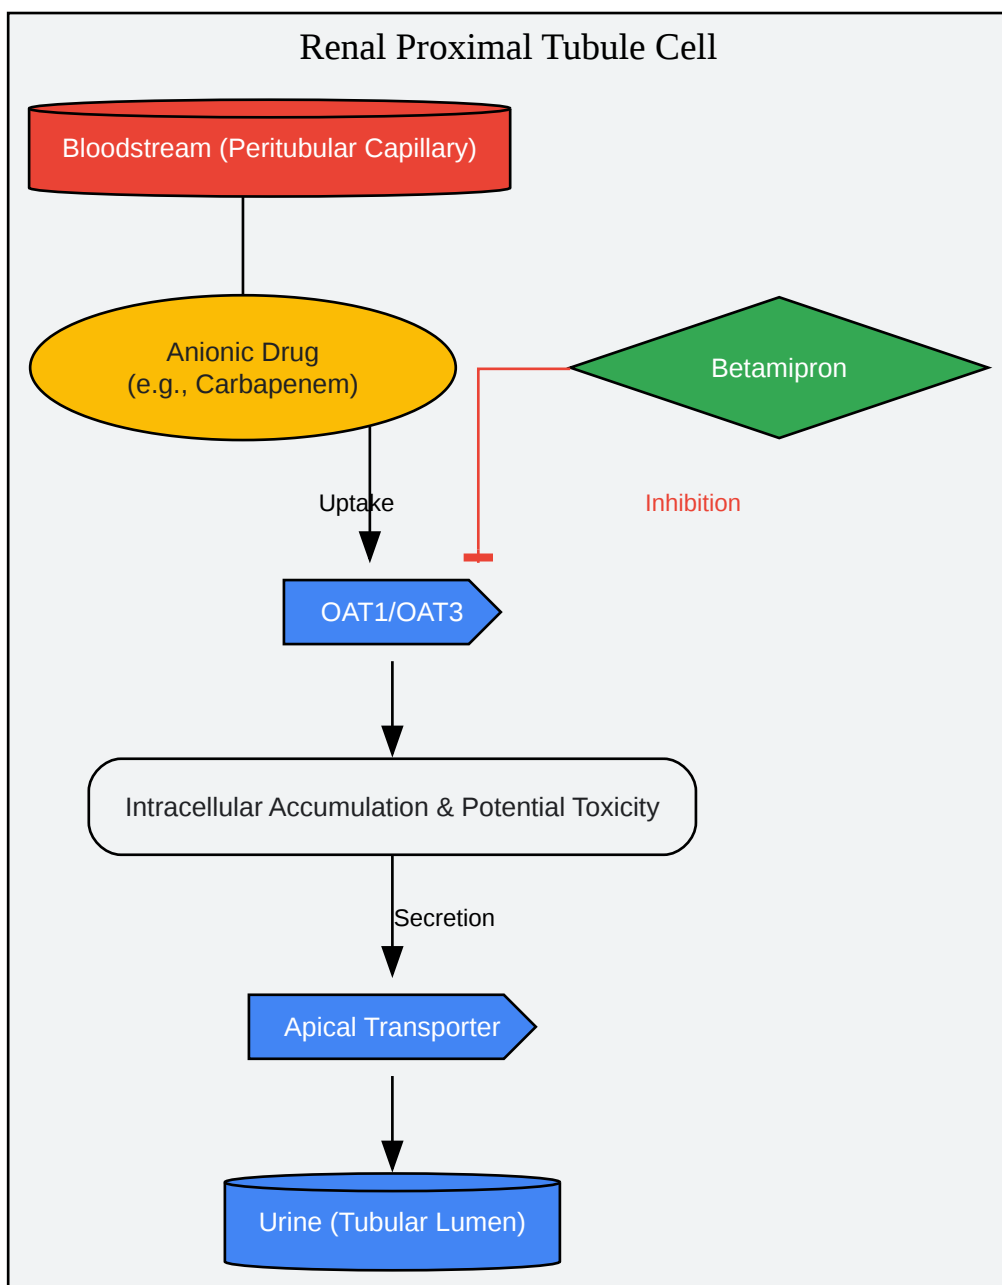 Renal Proximal Tubule Cell
Bloodstream (Peritubular Capillary)
Anionic Drug
(e.g., Carbapenem)
Betamipron
Uptake
Inhibition
OAT1/OAT3
Intracellular Accumulation & Potential Toxicity
Secretion
Apical Transporter
Urine (Tubular Lumen)